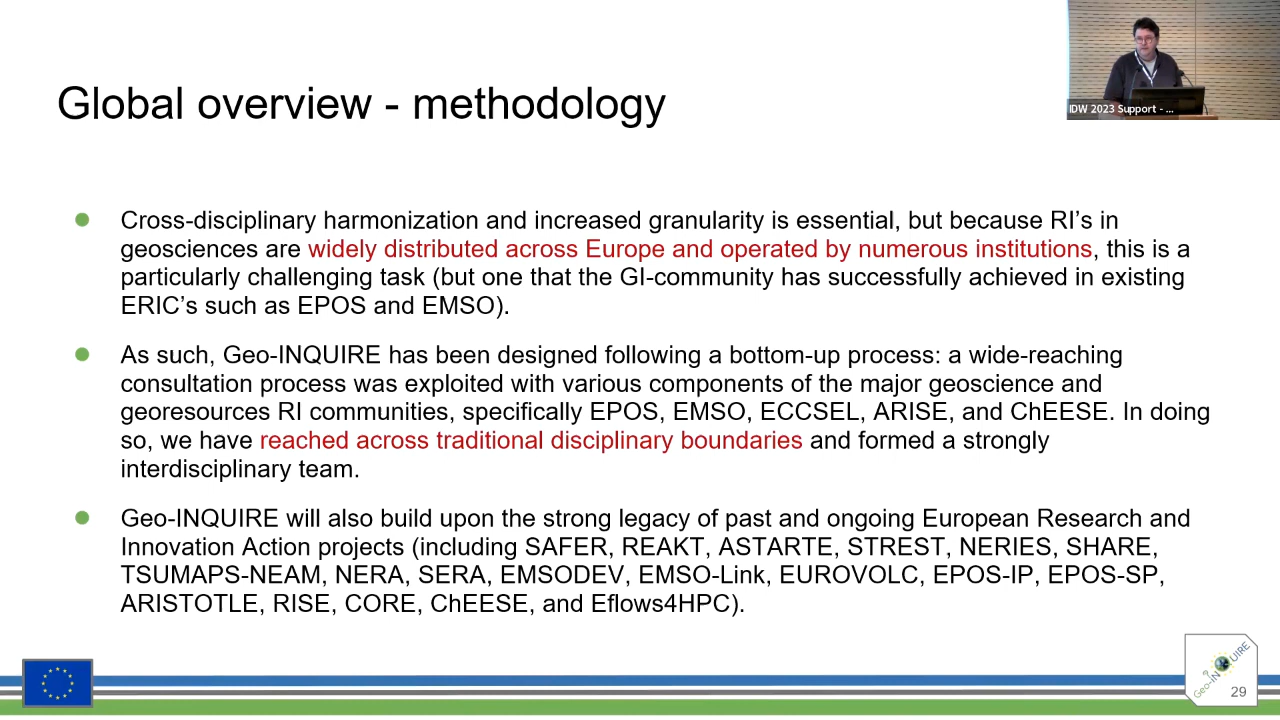 IDW 2023 Support - ...
Global overview - methodology
Cross-disciplinary harmonization and increased granularity is essential, but because RI's in
geosciences are widely distributed across Europe and operated by numerous institutions, this is a
particularly challenging task (but one that the GI-community has successfully achieved in existing
ERIC's such as EPOS and EMSO).
As such, Geo-INQUIRE has been designed following a bottom-up process: a wide-reaching
consultation process was exploited with various components of the major geoscience and
georesources RI communities, specifically EPOS, EMSO, ECCSEL, ARISE, and ChEESE. In doing
so, we have reached across traditional disciplinary boundaries and formed a strongly
interdisciplinary team.
Geo-INQUIRE will also build upon the strong legacy of past and ongoing European Research and
Innovation Action projects (including SAFER, REAKT, ASTARTE, STREST, NERIES, SHARE,
TSUMAPS-NEAM, NERA, SERA, EMSODEV, EMSO-Link, EUROVOLC, EPOS-IP, EPOS-SP,
ARISTOTLE, RISE, CORE, ChEESE, and Eflows4HPC).
Geo-INQUIRE
29